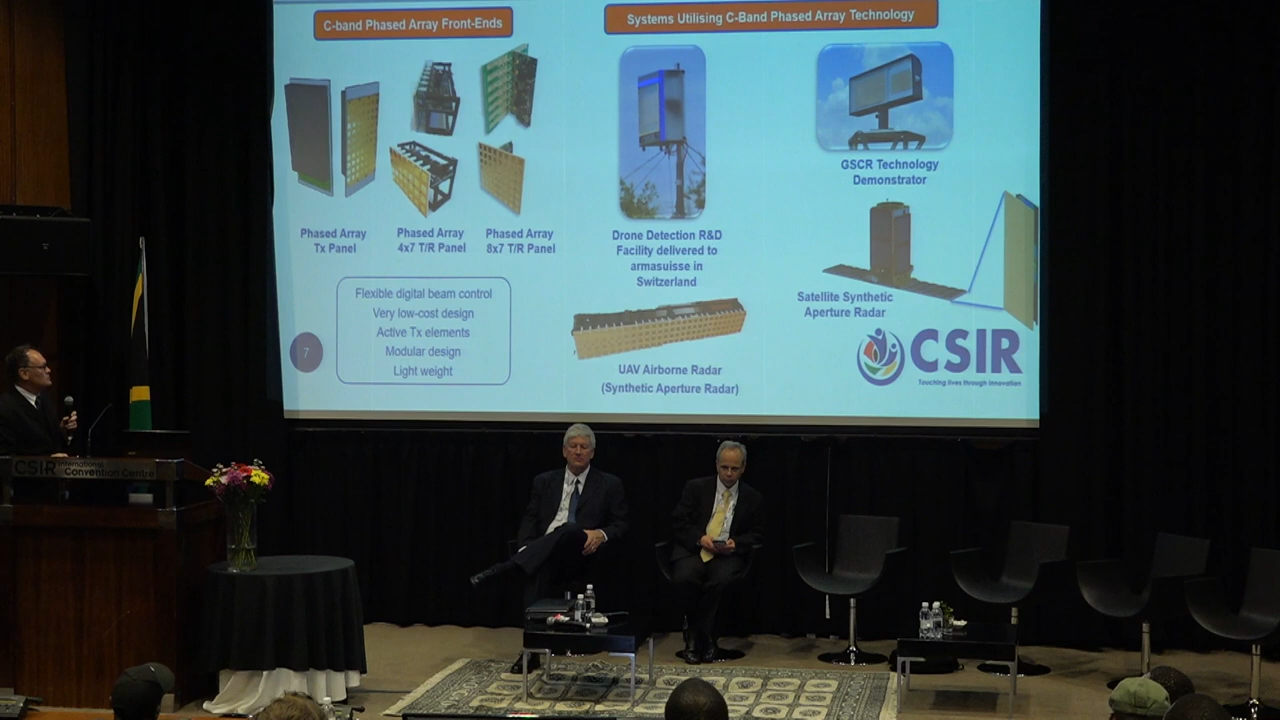 C-band Phased Array Front-Ends
Systems Utilising C-Band Phased Array Technology
Phased Array
Tx Panel
Phased Array
4x7 T/R Panel
Phased Array
8x7 T/R Panel
Flexible digital beam control
Very low-cost design
Active Tx elements
Modular design
Light weight
7
Drone Detection R&D
Facility delivered to
armasuisse in
Switzerland
GSCR Technology
Demonstrator
UAV Airborne Radar
(Synthetic Aperture Radar)
Satellite Synthetic
Aperture Radar
CSIR
Touching lives through innovation
CSIR International
Convention Centre